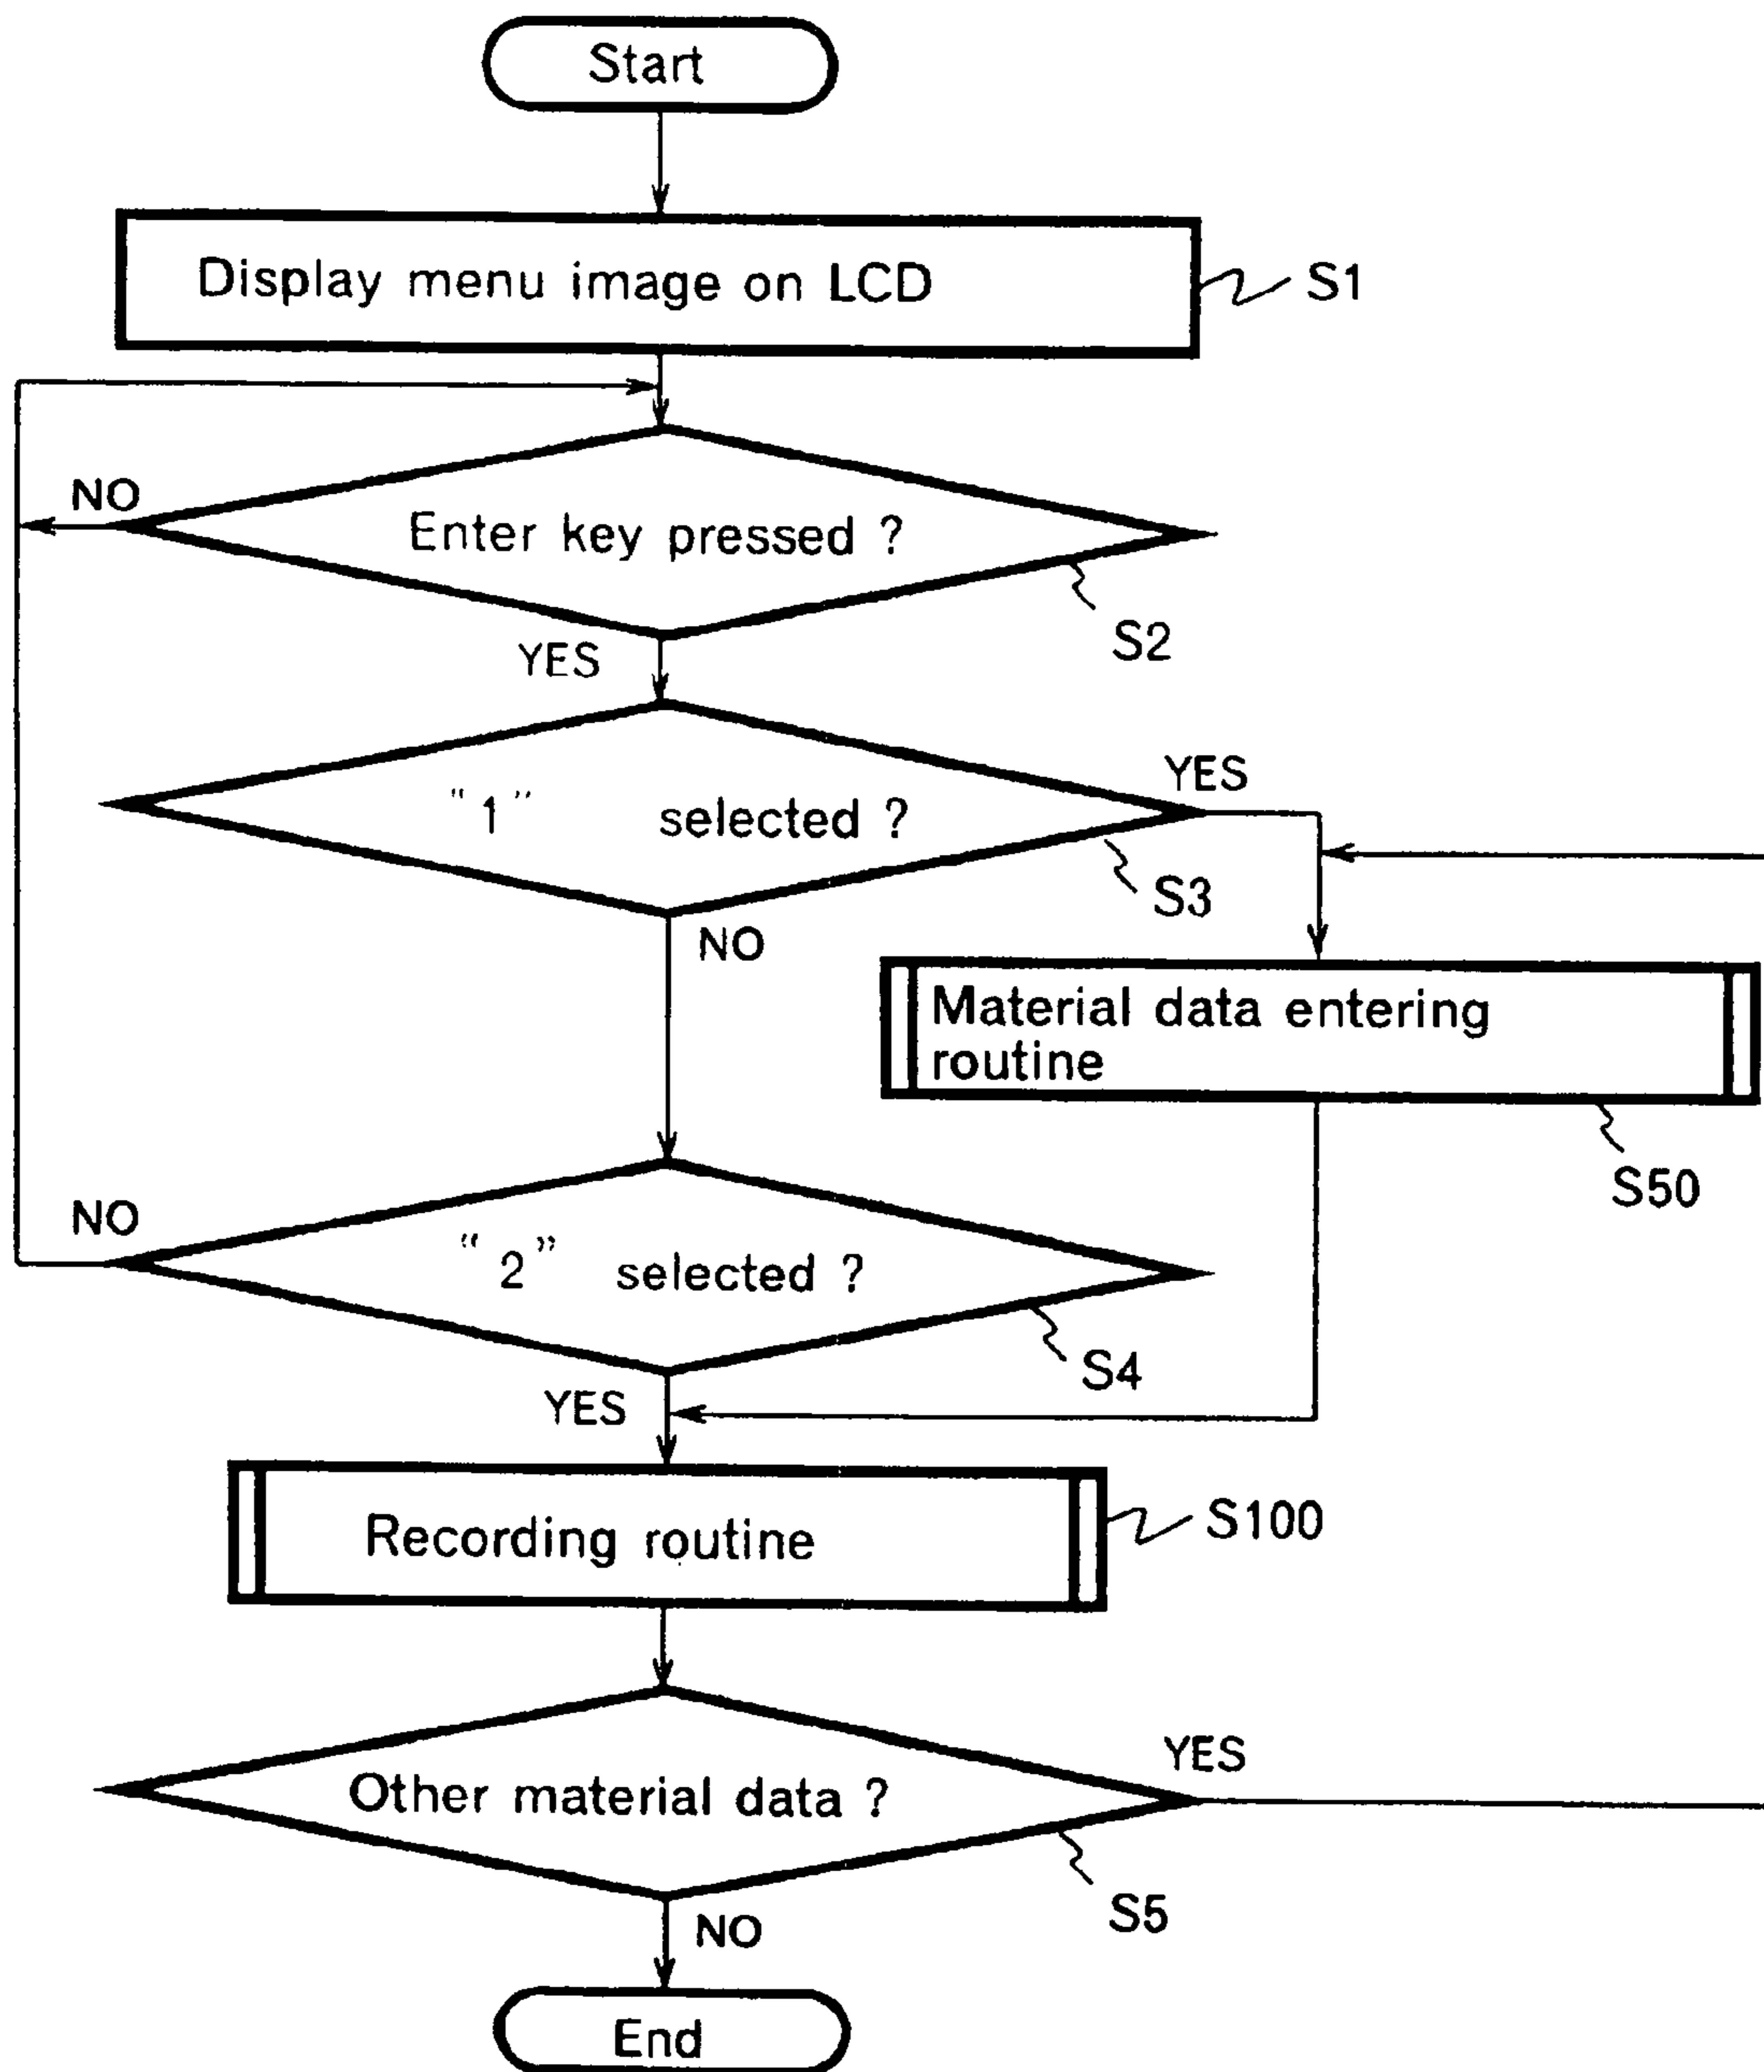 Start
Display menu image on LCD
S1
NO
Enter key pressed ?
S2
YES
"1" selected ?
YES
S3
NO
Material data entering
routine
S50
NO
"2" selected ?
S4
YES
Recording routine
S100
Other material data ?
YES
S5
NO
End